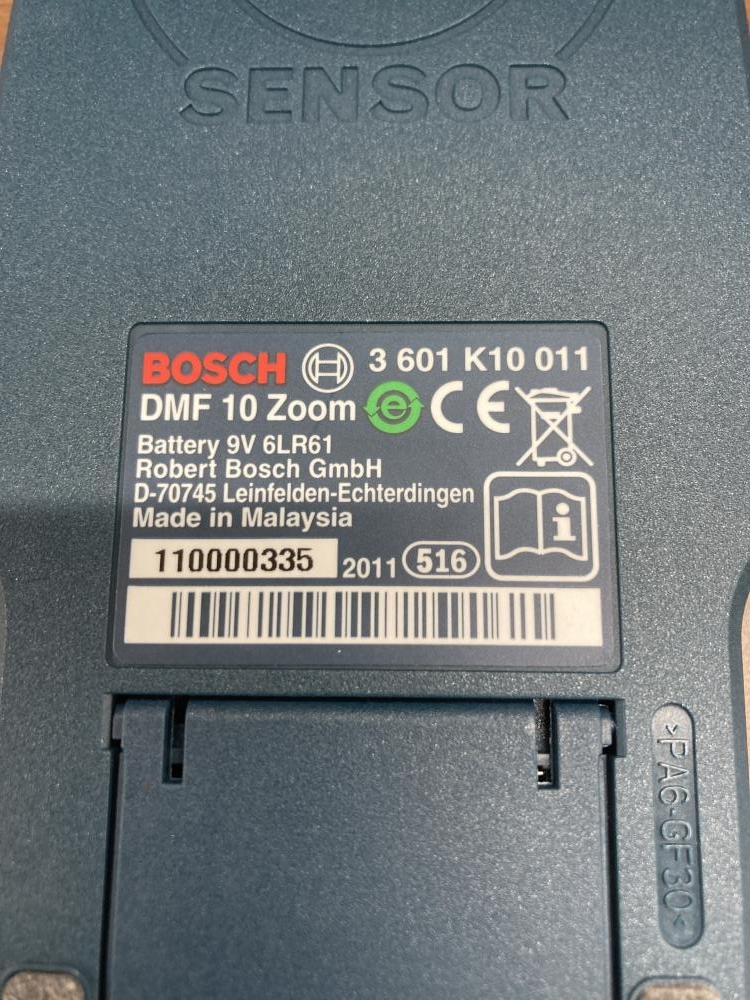 SENSOR
BOSCH 3 601 K10 011
DMF 10 Zoom e CE
Battery 9V 6LR61
Robert Bosch GmbH
D-70745 Leinfelden-Echterdingen
Made in Malaysia
i
110000335 2011 516
>PA6-GF30<